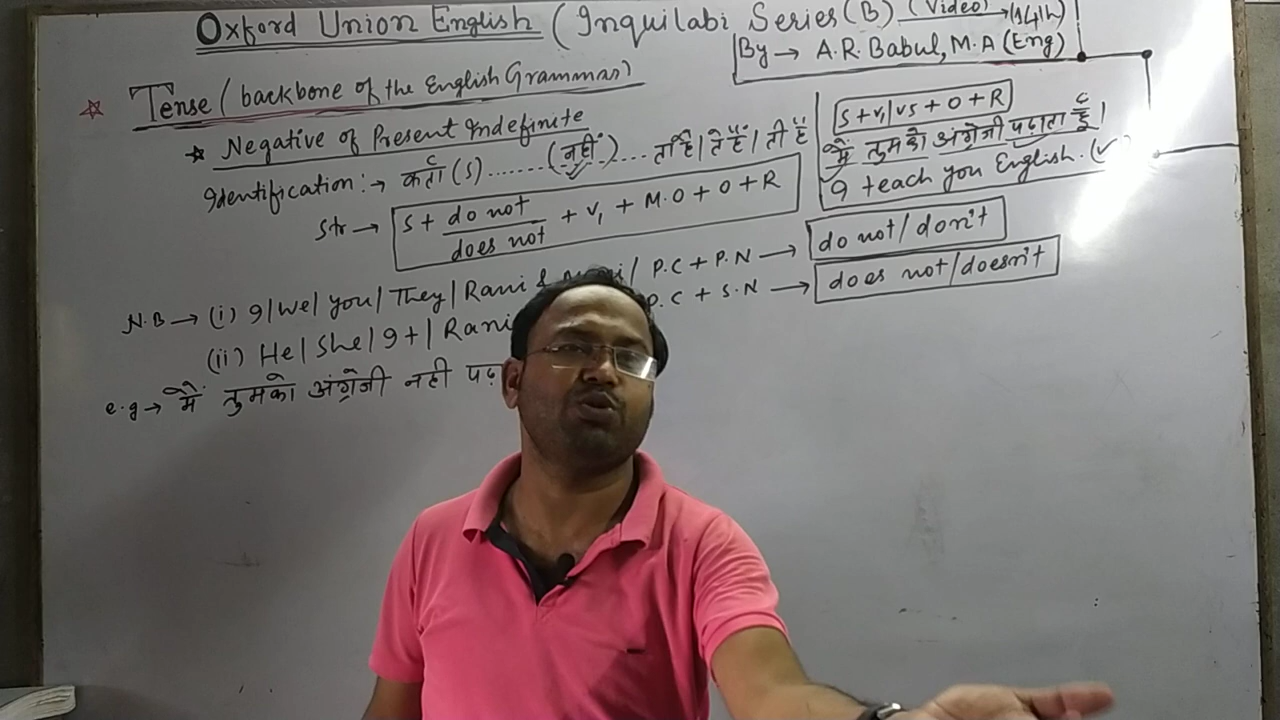 Oxford Union English (Inquilabi Series (B) (Video) → (14th)
By → A.R. Babul, M.A (Eng)
Tense (backbone of the English Grammar)
Negative of Present Indefinite
Identification:→ कर्ता (S) ....... (नहीं) .... ता है/ते हैं/ती है
Str → S + do not / does not + V1 + M.O + O + R
S + V1/V5 + O + R
मैं तुमको अंग्रेजी पढ़ाता हूँ।
I teach you English. (✓)
N.B → (i) I/We/You/They/Rani & / P.C + P.N → do not/don't
(ii) He/She/It/Rani P.C + S.N → does not/doesn't
e.g → मैं तुमको अंग्रेजी नही